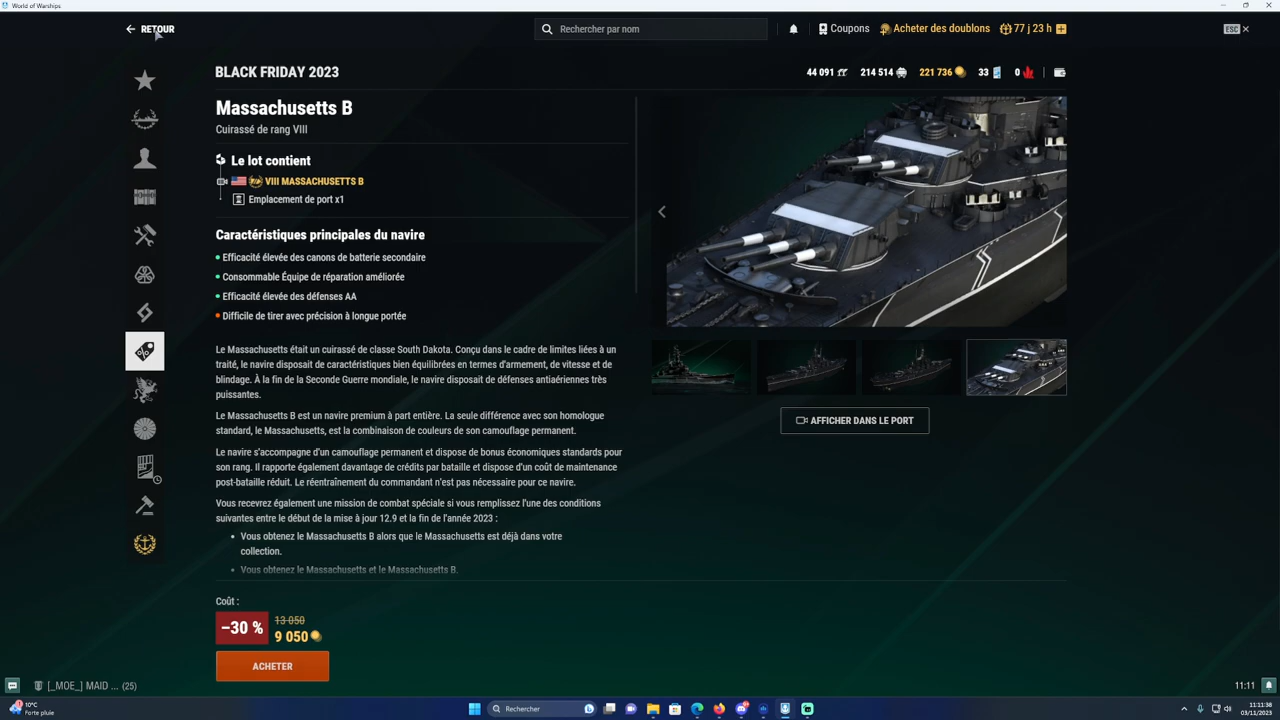 World of Warships
RETOUR
Rechercher par nom
Coupons
Acheter des doublons
77 j 23 h
ESC
BLACK FRIDAY 2023
44 091
214 514
221 736
33
0
Massachusetts B
Cuirassé de rang VIII
Le lot contient
VIII MASSACHUSETTS B
Emplacement de port x1
Caractéristiques principales du navire
Efficacité élevée des canons de batterie secondaire
Consommable Équipe de réparation améliorée
Efficacité élevée des défenses AA
Difficile de tirer avec précision à longue portée
Le Massachusetts était un cuirassé de classe South Dakota. Conçu dans le cadre de limites liées à un
traité, le navire disposait de caractéristiques bien équilibrées en termes d'armement, de vitesse et de
blindage. À la fin de la Seconde Guerre mondiale, le navire disposait de défenses antiaériennes très
puissantes.
Le Massachusetts B est un navire premium à part entière. La seule différence avec son homologue
standard, le Massachusetts, est la combinaison de couleurs de son camouflage permanent.
Le navire s'accompagne d'un camouflage permanent et dispose de bonus économiques standards pour
son rang. Il rapporte également davantage de crédits par bataille et dispose d'un coût de maintenance
post-bataille réduit. Le réentraînement du commandant n'est pas nécessaire pour ce navire.
Vous recevrez également une mission de combat spéciale si vous remplissez l'une des conditions
suivantes entre le début de la mise à jour 12.9 et la fin de l'année 2023 :
• Vous obtenez le Massachusetts B alors que le Massachusetts est déjà dans votre
collection.
• Vous obtenez le Massachusetts et le Massachusetts B.
AFFICHER DANS LE PORT
Coût :
−30 %
13 050
9 050
ACHETER
[_MOE_] MAID ... (25)
11:11
10°C
Forte pluie
Rechercher
11:11:38
03/11/2023